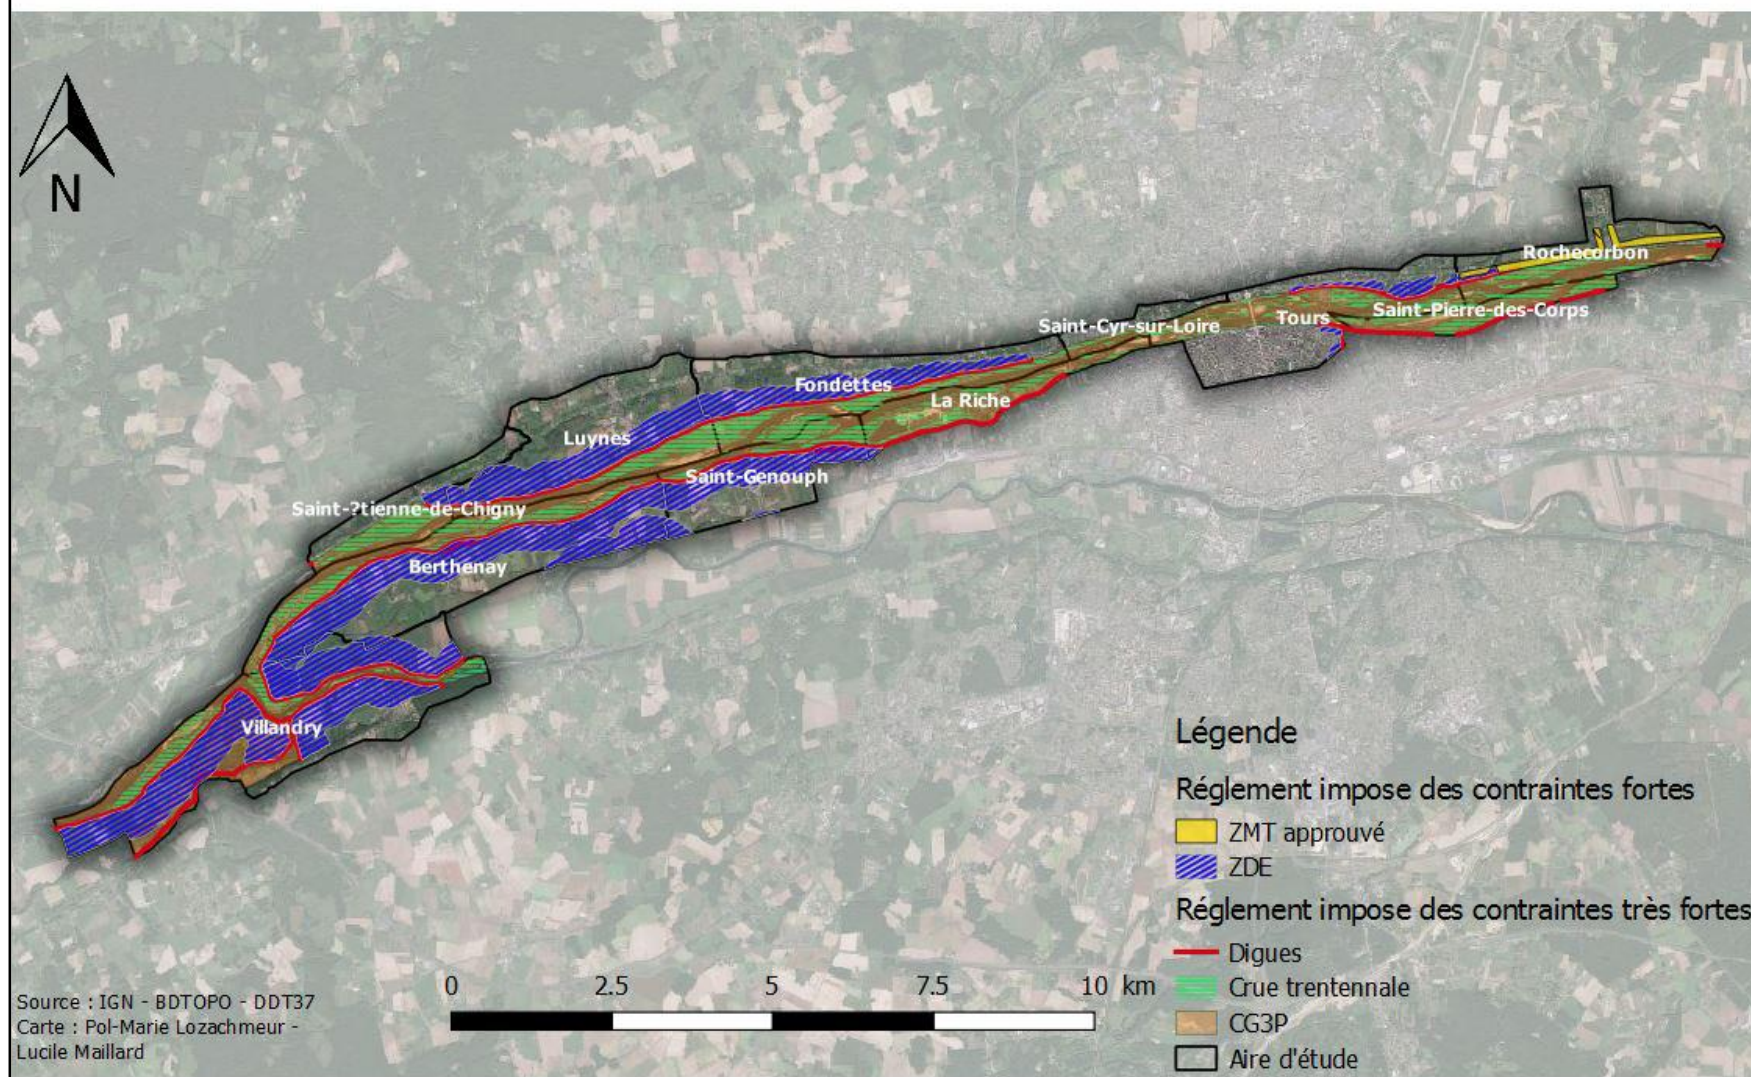 N
Rochecorbon
Saint-Pierre-des-Corps
Tours
Saint-Cyr-sur-Loire
Fondettes
La Riche
Luynes
Saint-Genouph
Saint-?tienne-de-Chigny
Berthenay
Villandry
Légende
Réglement impose des contraintes fortes
ZMT approuvé
ZDE
Réglement impose des contraintes très fortes
Digues
Crue trentennale
CG3P
Aire d'étude
0 2.5 5 7.5 10 km
Source : IGN - BDTOPO - DDT37
Carte : Pol-Marie Lozachmeur -
Lucile Maillard